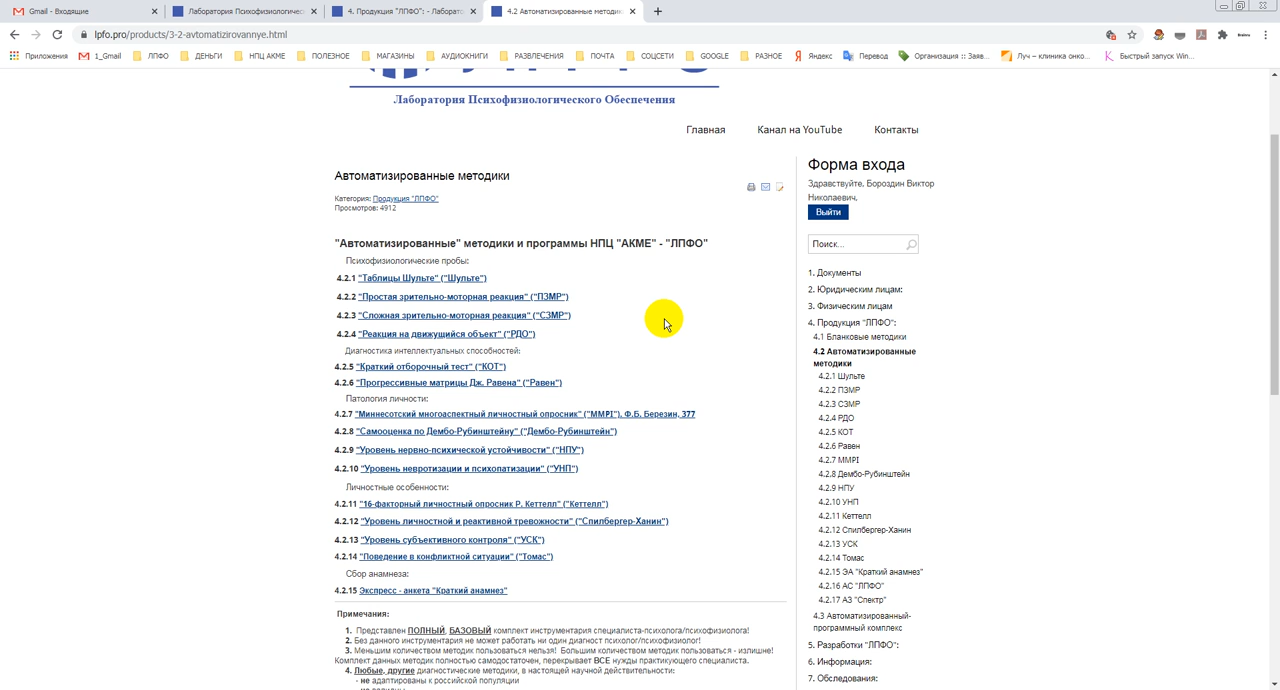 Gmail - Входящие
Лаборатория Психофизиологичес
4. Продукция "ЛПФО": - Лаборато
4.2 Автоматизированные методик
lpfo.pro/products/3-2-avtomatizirovannye.html
Приложения
1_Gmail
ЛПФО
ДЕНЬГИ
НПЦ АКМЕ
ПОЛЕЗНОЕ
МАГАЗИНЫ
АУДИОКНИГИ
РАЗВЛЕЧЕНИЯ
ПОЧТА
СОЦСЕТИ
GOOGLE
РАЗНОЕ
Яндекс
Перевод
Организация :: Заяв...
Луч – клиника онко...
Быстрый запуск Win...
Лаборатория Психофизиологического Обеспечения
Главная
Канал на YouTube
Контакты
Автоматизированные методики
Категория: Продукция "ЛПФО"
Просмотров: 4912
"Автоматизированные" методики и программы НПЦ "АКМЕ" - "ЛПФО"
Психофизиологические пробы:
4.2.1 "Таблицы Шульте" ("Шульте")
4.2.2 "Простая зрительно-моторная реакция" ("ПЗМР")
4.2.3 "Сложная зрительно-моторная реакция" ("СЗМР")
4.2.4 "Реакция на движущийся объект" ("РДО")
Диагностика интеллектуальных способностей:
4.2.5 "Краткий отборочный тест" ("КОТ")
4.2.6 "Прогрессивные матрицы Дж. Равена" ("Равен")
Патология личности:
4.2.7 "Миннесотский многоаспектный личностный опросник" ("MMPI"). Ф.Б. Березин, 377
4.2.8 "Самооценка по Дембо-Рубинштейну" ("Дембо-Рубинштейн")
4.2.9 "Уровень нервно-психической устойчивости" ("НПУ")
4.2.10 "Уровень невротизации и психопатизации" ("УНП")
Личностные особенности:
4.2.11 "16-факторный личностный опросник Р. Кеттелл" ("Кеттелл")
4.2.12 "Уровень личностной и реактивной тревожности" ("Спилбергер-Ханин")
4.2.13 "Уровень субъективного контроля" ("УСК")
4.2.14 "Поведение в конфликтной ситуации" ("Томас")
Сбор анамнеза:
4.2.15 Экспресс - анкета "Краткий анамнез"
Примечания:
1. Представлен ПОЛНЫЙ, БАЗОВЫЙ комплект инструментария специалиста-психолога/психофизиолога!
2. Без данного инструментария не может работать ни один диагност психолог/психофизиолог!
3. Меньшим количеством методик пользоваться нельзя! Большим количеством методик пользоваться - излишне!
Комплект данных методик полностью самодостаточен, перекрывает ВСЕ нужды практикующего специалиста.
4. Любые, другие диагностические методики, в настоящей научной действительности:
- не адаптированы к российской популяции
Форма входа
Здравствуйте, Бороздин Виктор
Николаевич,
Выйти
Поиск...
1. Документы
2. Юридическим лицам:
3. Физическим лицам
4. Продукция "ЛПФО":
4.1 Бланковые методики
4.2 Автоматизированные
методики
4.2.1 Шульте
4.2.2 ПЗМР
4.2.3 СЗМР
4.2.4 РДО
4.2.5 КОТ
4.2.6 Равен
4.2.7 MMPI
4.2.8 Дембо-Рубинштейн
4.2.9 НПУ
4.2.10 УНП
4.2.11 Кеттелл
4.2.12 Спилбергер-Ханин
4.2.13 УСК
4.2.14 Томас
4.2.15 ЭА "Краткий анамнез"
4.2.16 АС "ЛПФО"
4.2.17 АЗ "Спектр"
4.3 Автоматизированный-
программный комплекс
5. Разработки "ЛПФО":
6. Информация:
7. Обследования: